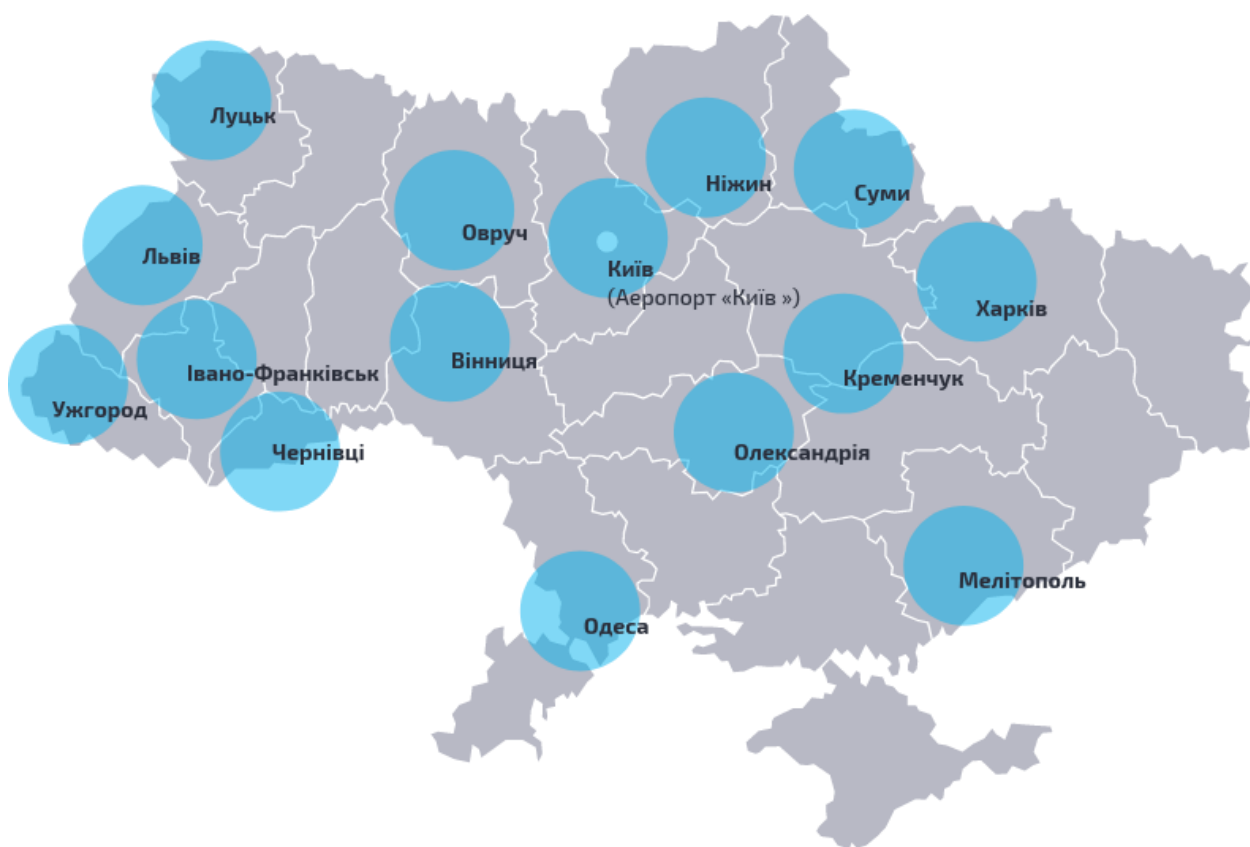 Луцьк
Ніжин
Суми
Овруч
Львів
Київ
(Аеропорт «Київ »)
Харків
Вінниця
Івано-Франківськ
Кременчук
Ужгород
Чернівці
Олександрія
Мелітополь
Одеса